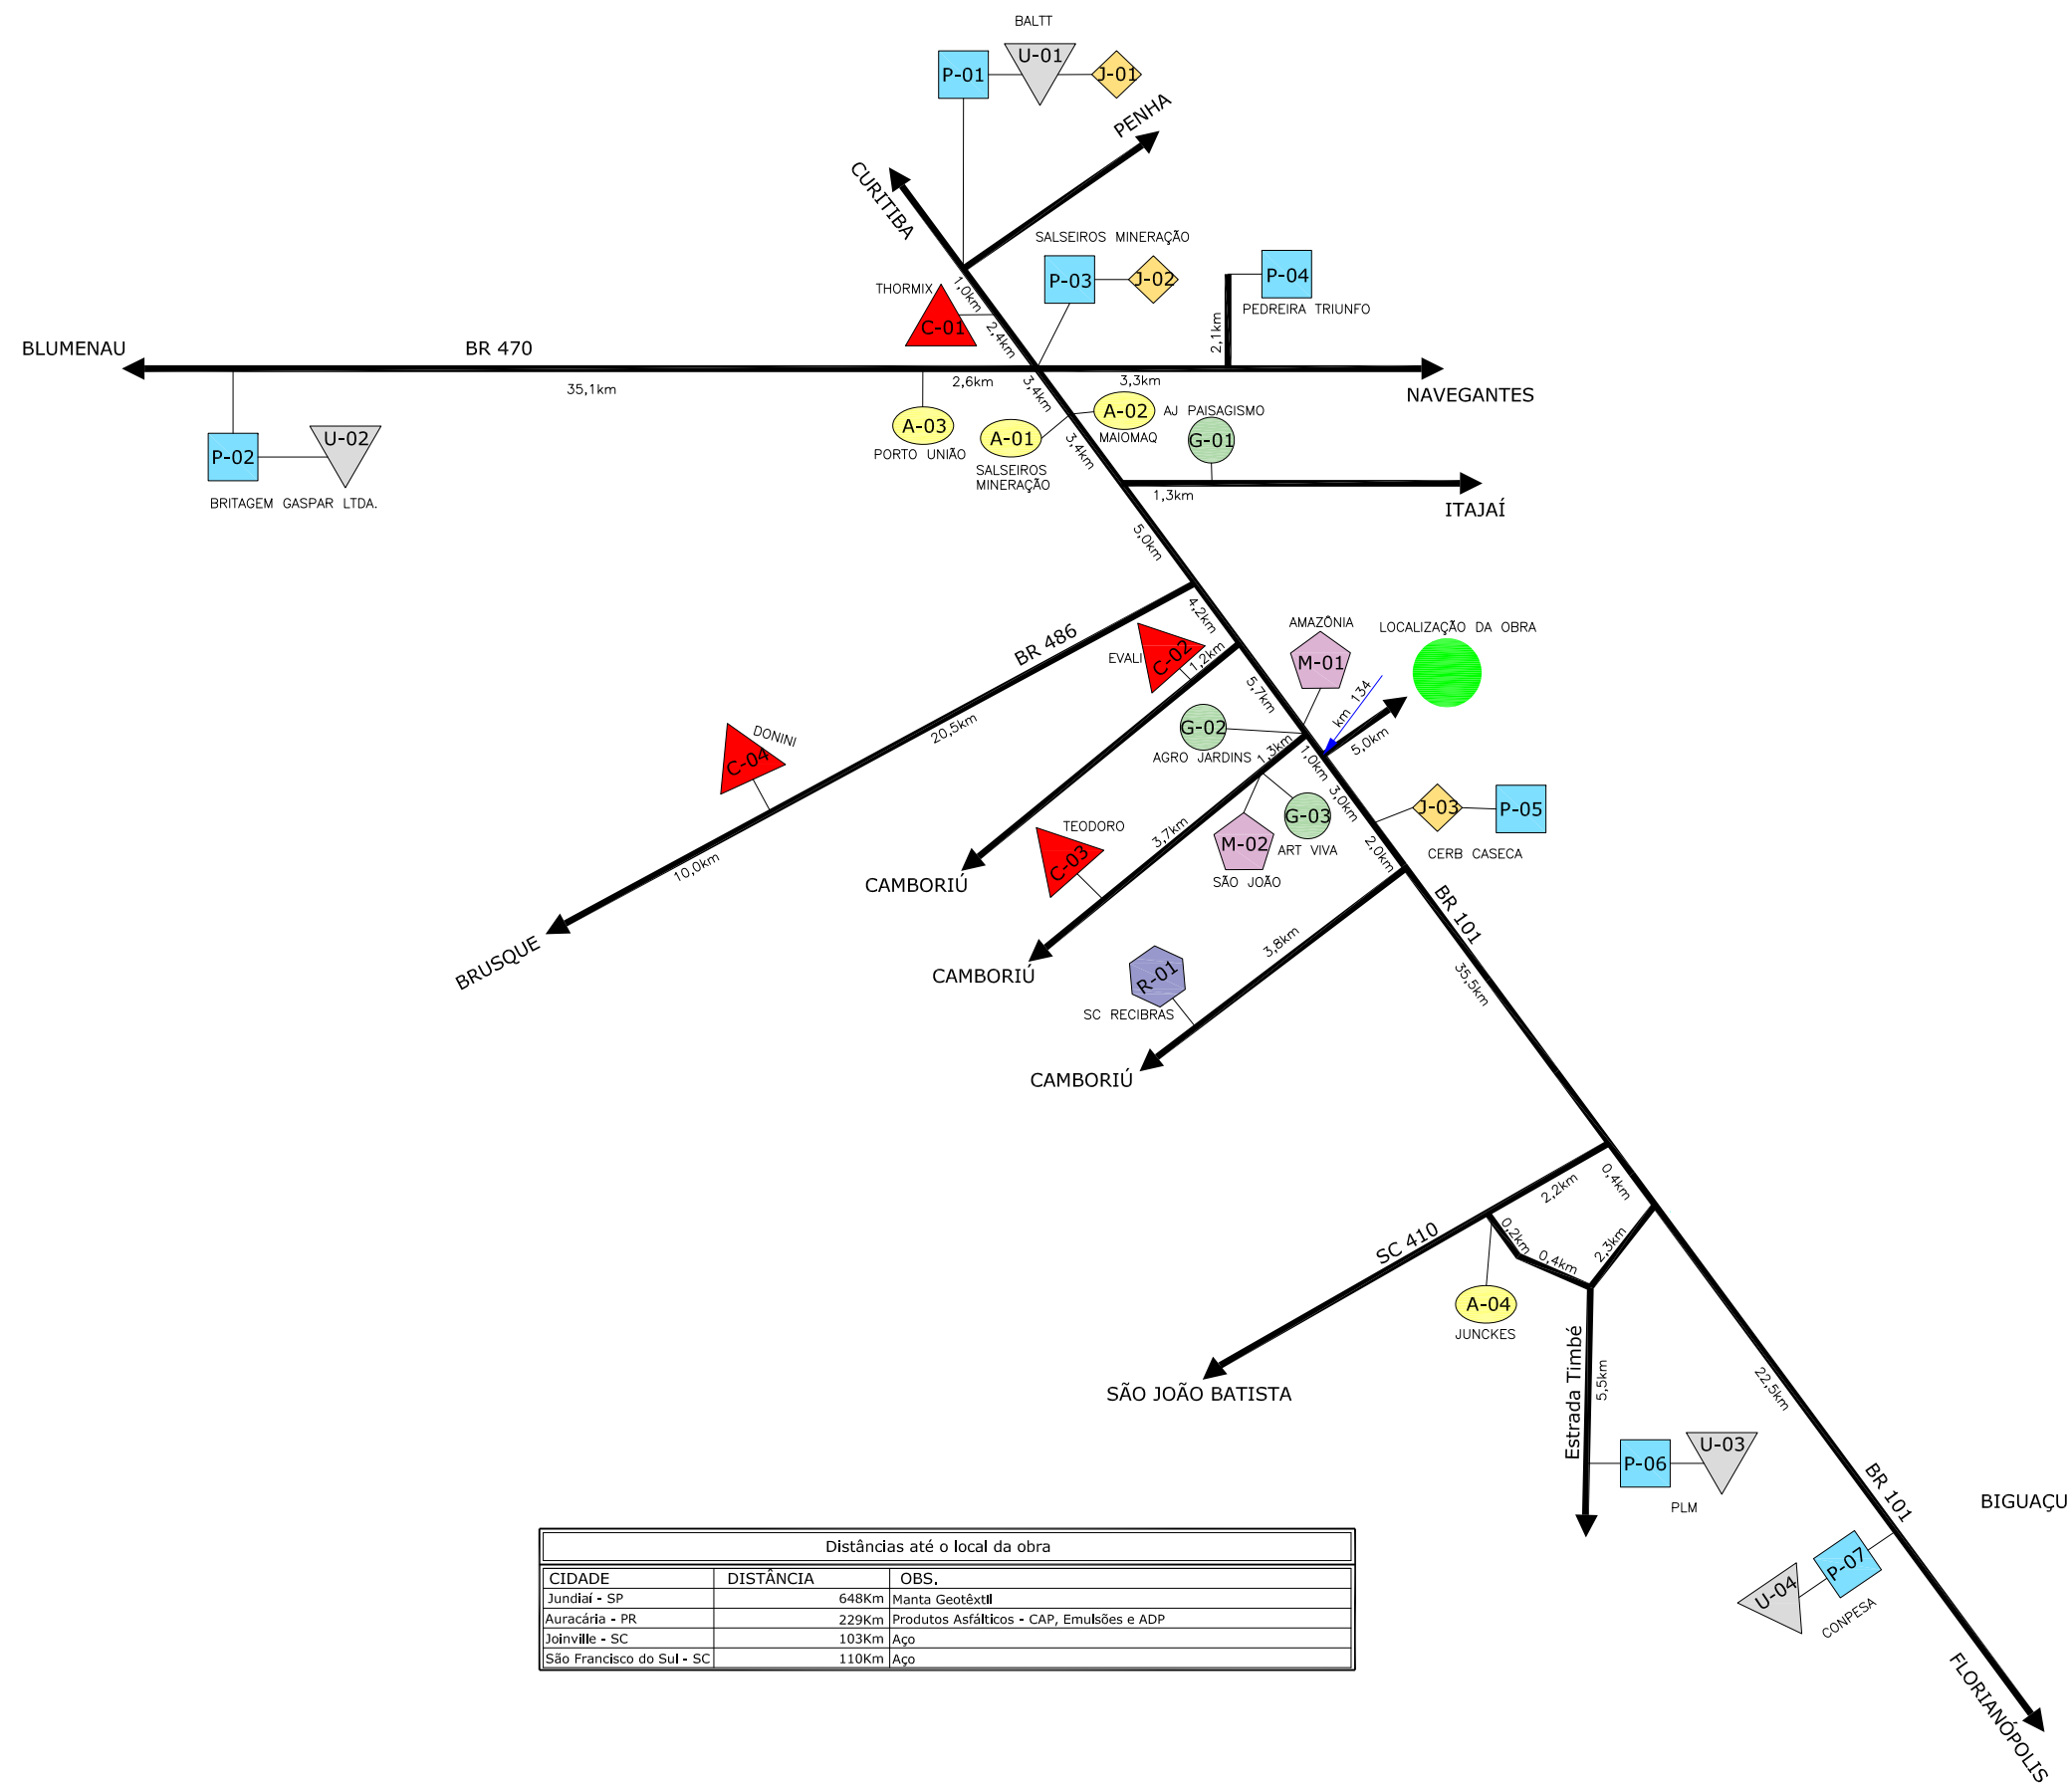 BALTT
P-01
U-01
J-01
PENHA
CURITIBA
SALSEIROS MINERAÇÃO
P-03
J-02
P-04
PEDREIRA TRIUNFO
THORMIX
C-01
1,0km
2,4km
2,1km
BLUMENAU
BR 470
35,1km
2,6km
3,4km
3,3km
NAVEGANTES
A-03
PORTO UNIÃO
A-01
SALSEIROS
MINERAÇÃO
A-02
MAIOMAQ
AJ PAISAGISMO
G-01
3,4km
1,3km
ITAJAÍ
P-02
U-02
BRITAGEM GASPAR LTDA.
5,0km
BR 486
4,2km
EVALI
C-02
1,2km
AMAZÔNIA
M-01
LOCALIZAÇÃO DA OBRA
km 134
5,0km
5,7km
G-02
AGRO JARDINS
1,3km
1,0km
3,0km
20,5km
DONINI
C-04
10,0km
BRUSQUE
TEODORO
C-03
3,7km
G-03
ART VIVA
M-02
SÃO JOÃO
J-03
P-05
CERB CASECA
2,0km
CAMBORIÚ
CAMBORIÚ
BR 101
35,5km
3,8km
R-01
SC RECIBRAS
CAMBORIÚ
0,4km
2,2km
SC 410
0,2km
0,4km
2,3km
A-04
JUNCKES
Estrada Timbé
5,5km
SÃO JOÃO BATISTA
22,5km
P-06
U-03
PLM
BR 101
BIGUAÇU
P-07
U-04
CONPESA
FLORIANÓPOLIS
Distâncias até o local da obra
CIDADE DISTÂNCIA OBS.
Jundiaí - SP 648Km Manta Geotêxtil
Auracária - PR 229Km Produtos Asfálticos - CAP, Emulsões e ADP
Joinville - SC 103Km Aço
São Francisco do Sul - SC 110Km Aço